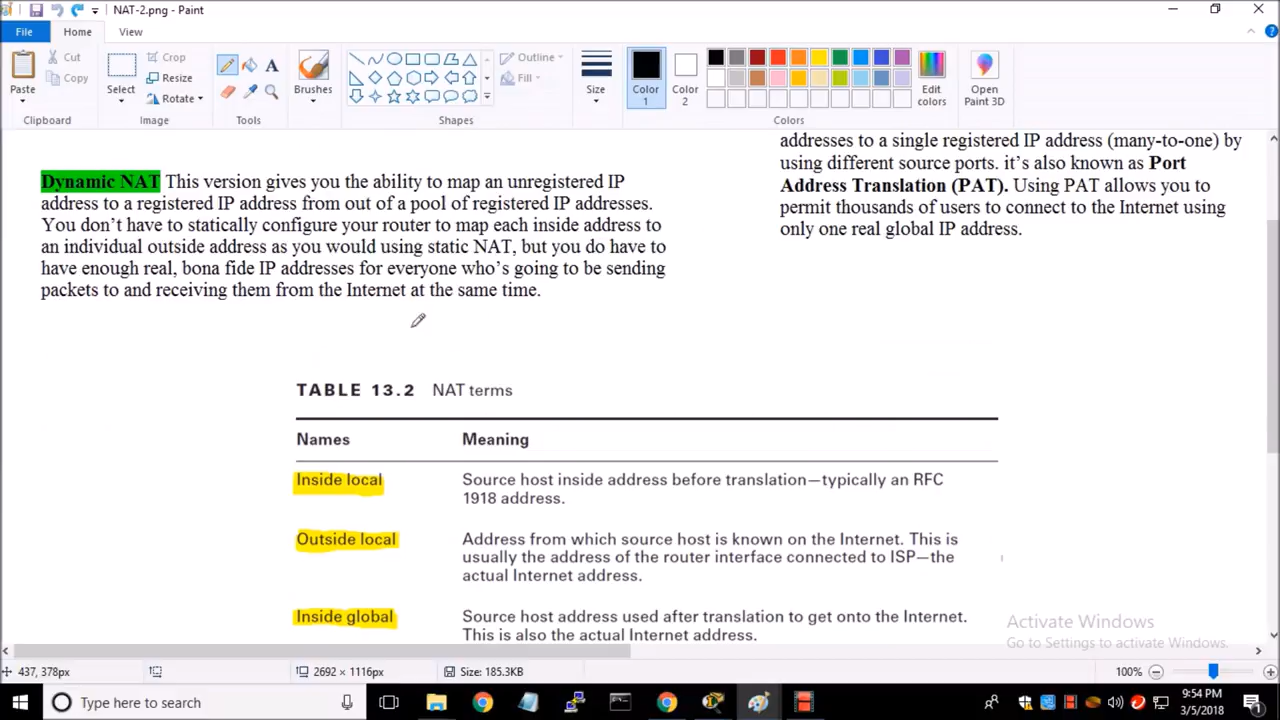 NAT-2.png - Paint
File
Home
View
Paste
Cut
Copy
Clipboard
Select
Crop
Resize
Rotate
Image
A
Tools
Brushes
Outline
Fill
Shapes
Size
Color 1
Color 2
Edit colors
Colors
Open Paint 3D
addresses to a single registered IP address (many-to-one) by
using different source ports. it's also known as Port
Address Translation (PAT). Using PAT allows you to
permit thousands of users to connect to the Internet using
only one real global IP address.
Dynamic NAT This version gives you the ability to map an unregistered IP
address to a registered IP address from out of a pool of registered IP addresses.
You don't have to statically configure your router to map each inside address to
an individual outside address as you would using static NAT, but you do have to
have enough real, bona fide IP addresses for everyone who's going to be sending
packets to and receiving them from the Internet at the same time.
TABLE 13.2 NAT terms
Names Meaning
Inside local Source host inside address before translation—typically an RFC
1918 address.
Outside local Address from which source host is known on the Internet. This is
usually the address of the router interface connected to ISP—the
actual Internet address.
Inside global Source host address used after translation to get onto the Internet.
This is also the actual Internet address.
Activate Windows
Go to Settings to activate Windows.
437, 378px
2692 × 1116px
Size: 185.3KB
100%
Type here to search
9:54 PM
3/5/2018
1